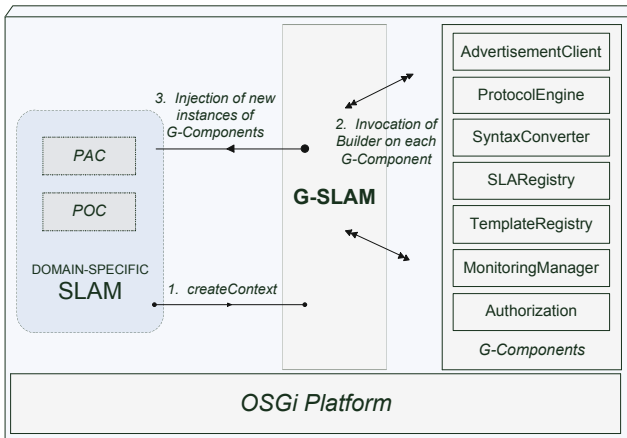 AdvertisementClient
ProtocolEngine
SyntaxConverter
SLARegistry
TemplateRegistry
MonitoringManager
Authorization
G-Components
3. Injection of new
instances of
G-Components
2. Invocation of
Builder on each
G-Component
G-SLAM
PAC
POC
DOMAIN-SPECIFIC
SLAM
1. createContext
OSGi Platform